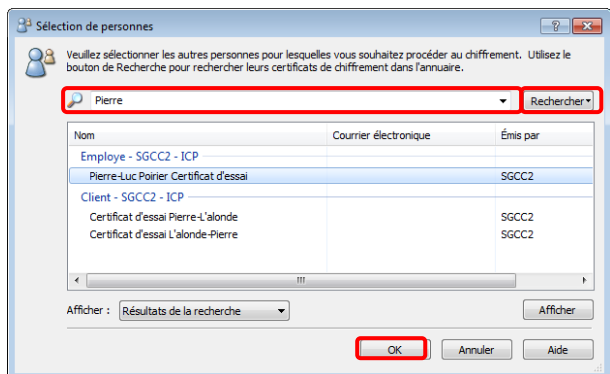 Sélection de personnes
Veuillez sélectionner les autres personnes pour lesquelles vous souhaitez procéder au chiffrement. Utilisez le
bouton de Recherche pour rechercher leurs certificats de chiffrement dans l'annuaire.
Pierre Rechercher
Nom Courrier électronique Émis par
Employe - SGCC2 - ICP
Pierre-Luc Poirier Certificat d'essai SGCC2
Client - SGCC2 - ICP
Certificat d'essai Pierre-L'alonde SGCC2
Certificat d'essai L'alonde-Pierre SGCC2
Afficher : Résultats de la recherche Afficher
OK Annuler Aide